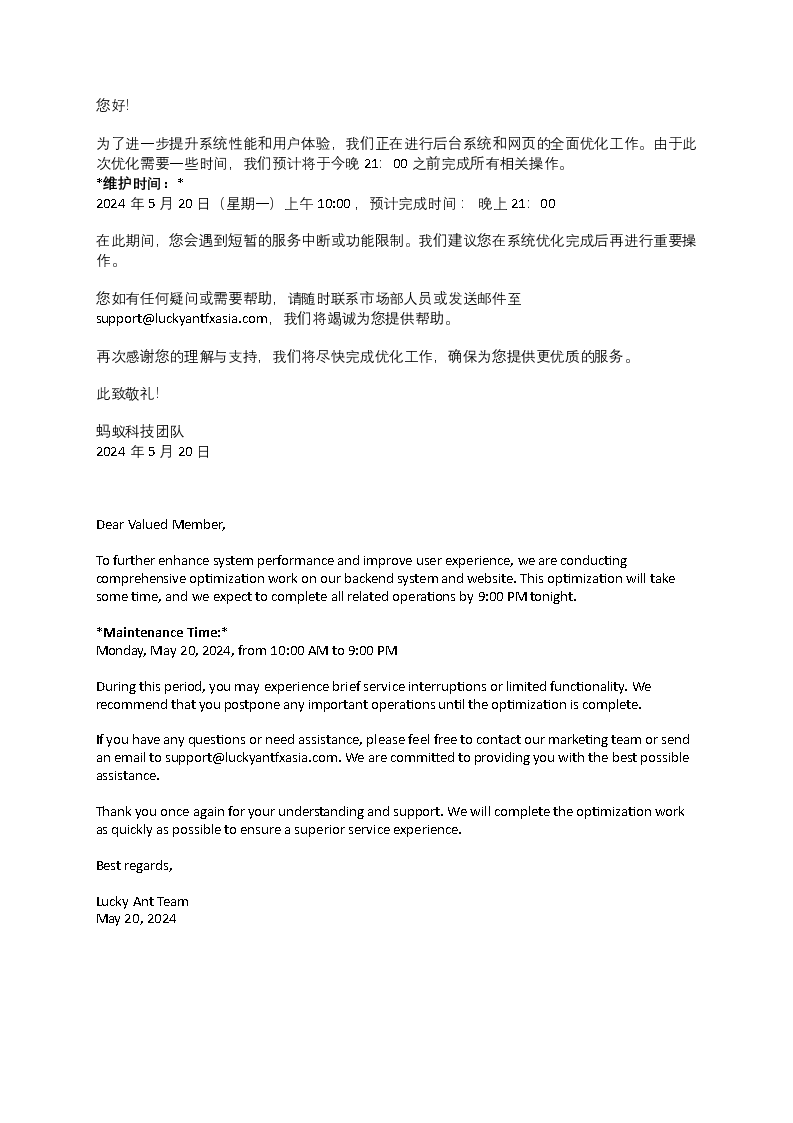 您好!
为了进一步提升系统性能和用户体验，我们正在进行后台系统和网页的全面优化工作。由于此
次优化需要一些时间，我们预计将于今晚 21：00 之前完成所有相关操作。
*维护时间：*
2024 年 5 月 20 日（星期一）上午 10:00 ，预计完成时间： 晚上 21：00
在此期间，您会遇到短暂的服务中断或功能限制。我们建议您在系统优化完成后再进行重要操
作。
您如有任何疑问或需要帮助，请随时联系市场部人员或发送邮件至
support@luckyantfxasia.com，我们将竭诚为您提供帮助。
再次感谢您的理解与支持，我们将尽快完成优化工作，确保为您提供更优质的服务。
此致敬礼!
蚂蚁科技团队
2024 年 5 月 20 日
Dear Valued Member,
To further enhance system performance and improve user experience, we are conducting
comprehensive optimization work on our backend system and website. This optimization will take
some time, and we expect to complete all related operations by 9:00 PM tonight.
*Maintenance Time:*
Monday, May 20, 2024, from 10:00 AM to 9:00 PM
During this period, you may experience brief service interruptions or limited functionality. We
recommend that you postpone any important operations until the optimization is complete.
If you have any questions or need assistance, please feel free to contact our marketing team or send
an email to support@luckyantfxasia.com. We are committed to providing you with the best possible
assistance.
Thank you once again for your understanding and support. We will complete the optimization work
as quickly as possible to ensure a superior service experience.
Best regards,
Lucky Ant Team
May 20, 2024